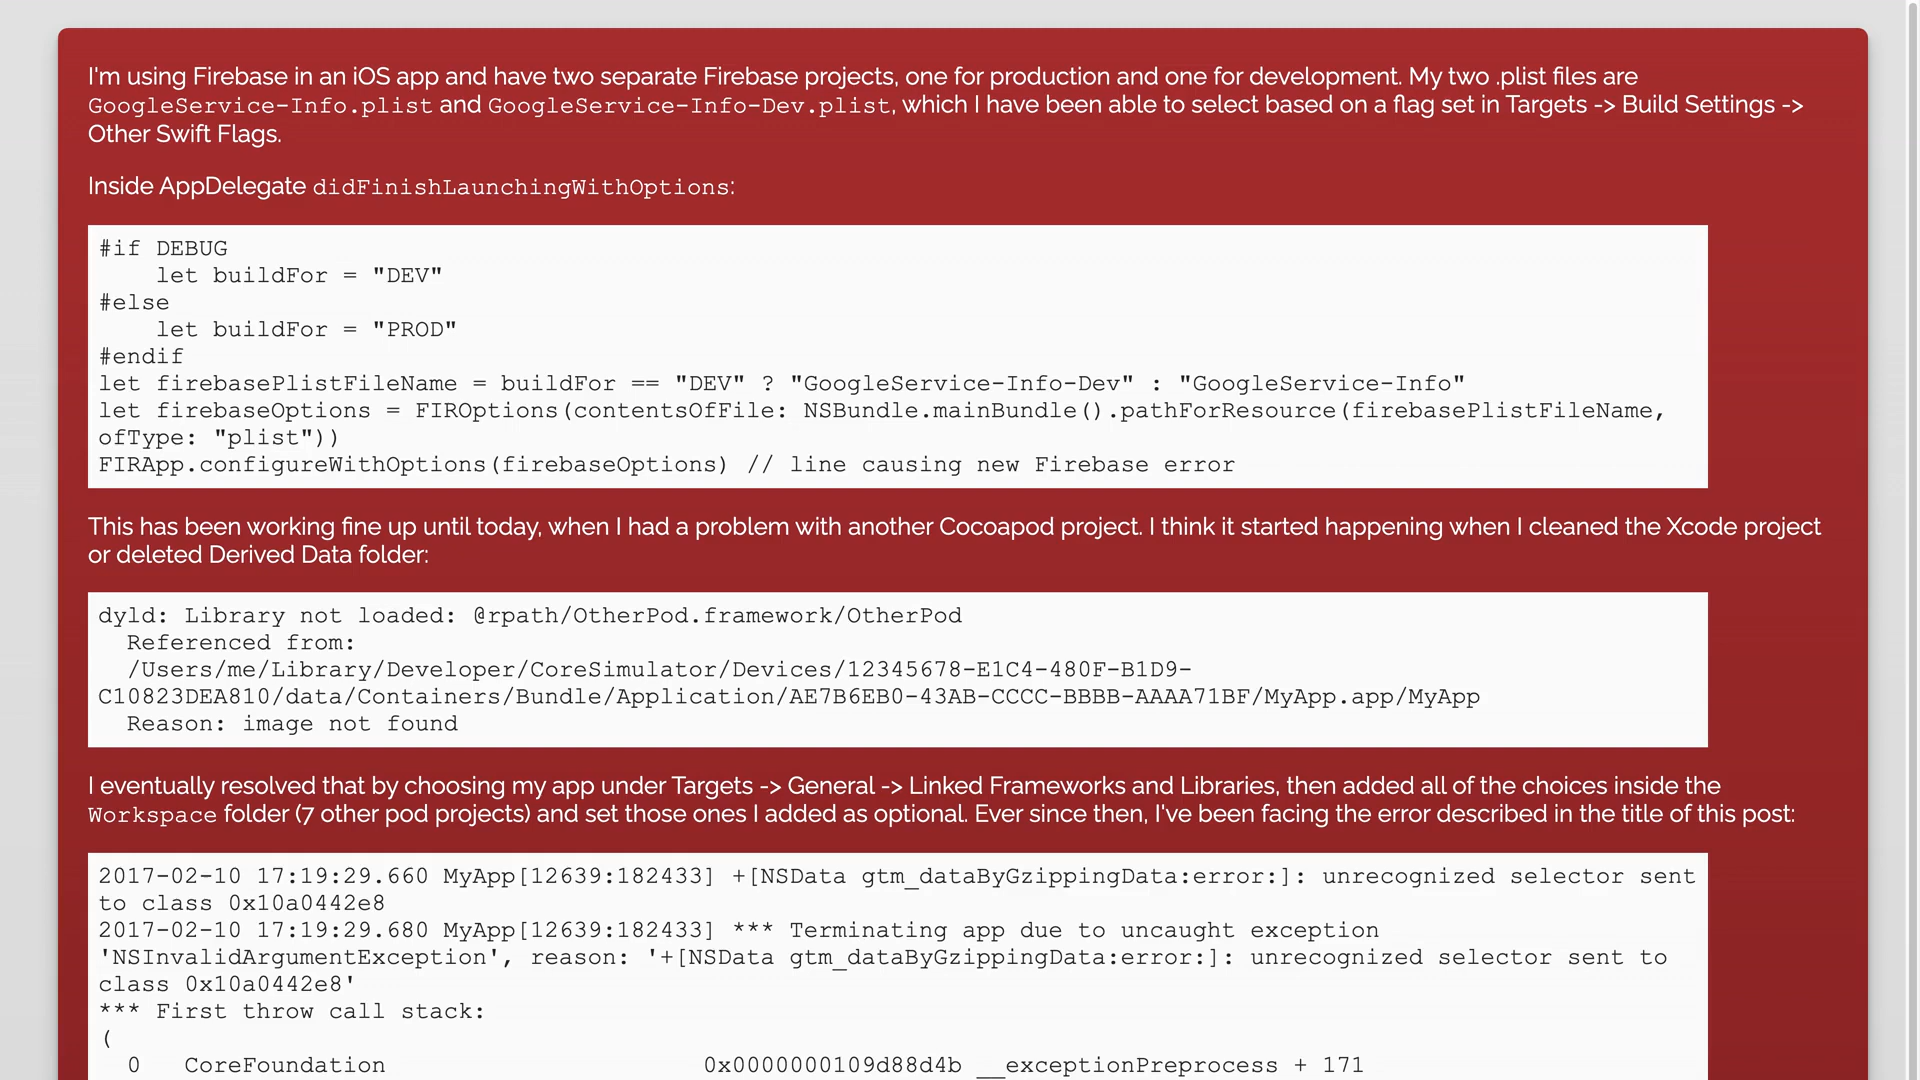 I'm using Firebase in an iOS app and have two separate Firebase projects, one for production and one for development. My two .plist files are
GoogleService-Info.plist and GoogleService-Info-Dev.plist, which I have been able to select based on a flag set in Targets -> Build Settings ->
Other Swift Flags.
Inside AppDelegate didFinishLaunchingWithOptions:
#if DEBUG
    let buildFor = "DEV"
#else
    let buildFor = "PROD"
#endif
let firebasePlistFileName = buildFor == "DEV" ? "GoogleService-Info-Dev" : "GoogleService-Info"
let firebaseOptions = FIROptions(contentsOfFile: NSBundle.mainBundle().pathForResource(firebasePlistFileName,
ofType: "plist"))
FIRApp.configureWithOptions(firebaseOptions) // line causing new Firebase error
This has been working fine up until today, when I had a problem with another Cocoapod project. I think it started happening when I cleaned the Xcode project
or deleted Derived Data folder:
dyld: Library not loaded: @rpath/OtherPod.framework/OtherPod
  Referenced from:
  /Users/me/Library/Developer/CoreSimulator/Devices/12345678-E1C4-480F-B1D9-
C10823DEA810/data/Containers/Bundle/Application/AE7B6EB0-43AB-CCCC-BBBB-AAAA71BF/MyApp.app/MyApp
  Reason: image not found
I eventually resolved that by choosing my app under Targets -> General -> Linked Frameworks and Libraries, then added all of the choices inside the
Workspace folder (7 other pod projects) and set those ones I added as optional. Ever since then, I've been facing the error described in the title of this post:
2017-02-10 17:19:29.660 MyApp[12639:182433] +[NSData gtm_dataByGzippingData:error:]: unrecognized selector sent
to class 0x10a0442e8
2017-02-10 17:19:29.680 MyApp[12639:182433] *** Terminating app due to uncaught exception
'NSInvalidArgumentException', reason: '+[NSData gtm_dataByGzippingData:error:]: unrecognized selector sent to
class 0x10a0442e8'
*** First throw call stack:
(
  0   CoreFoundation                      0x0000000109d88d4b __exceptionPreprocess + 171